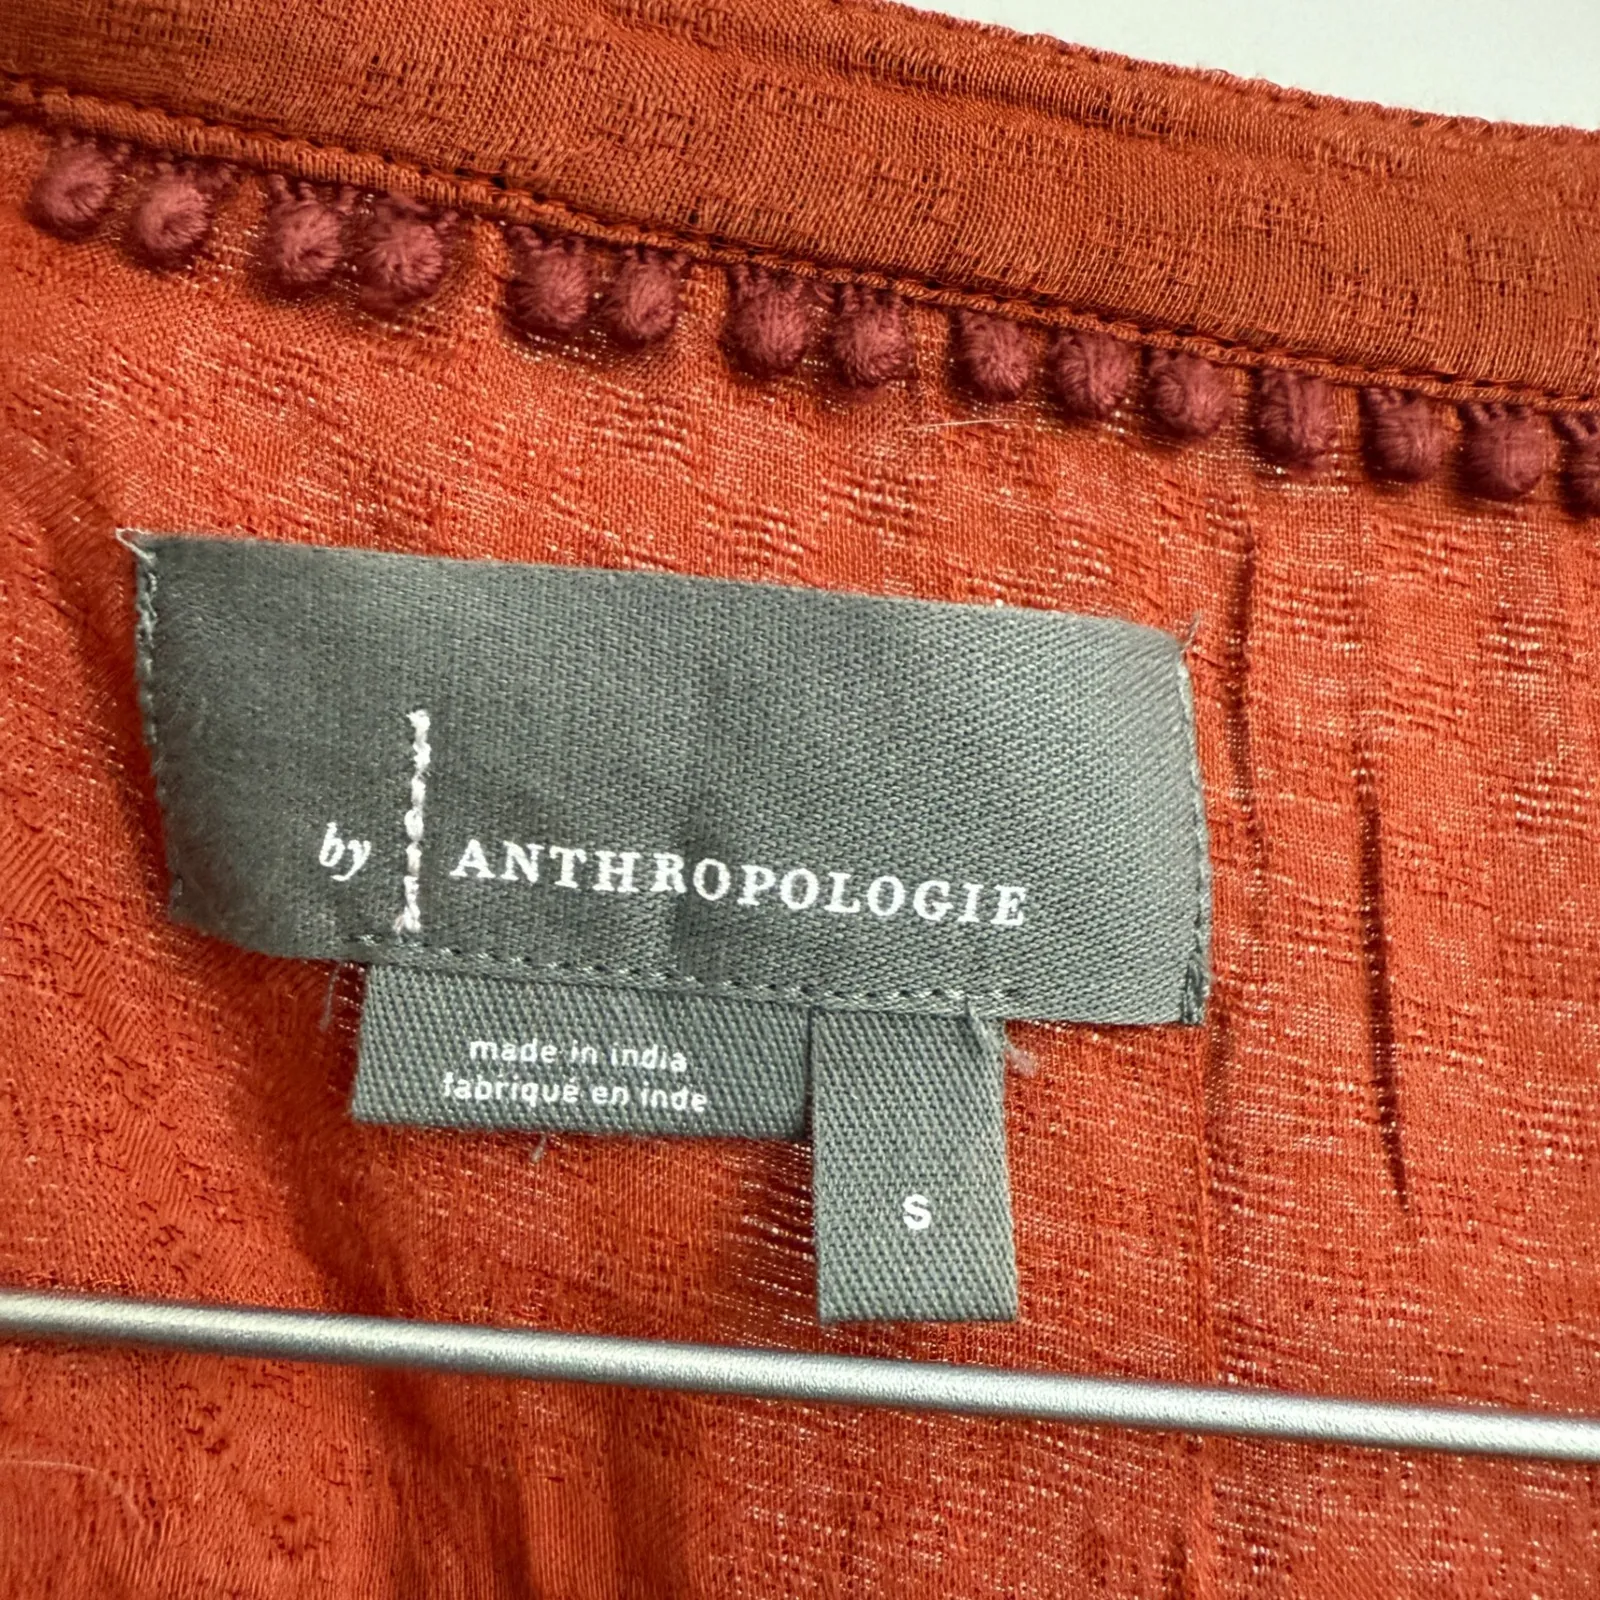 by ANTHROPOLOGIE
made in india
fabriqué en inde
S